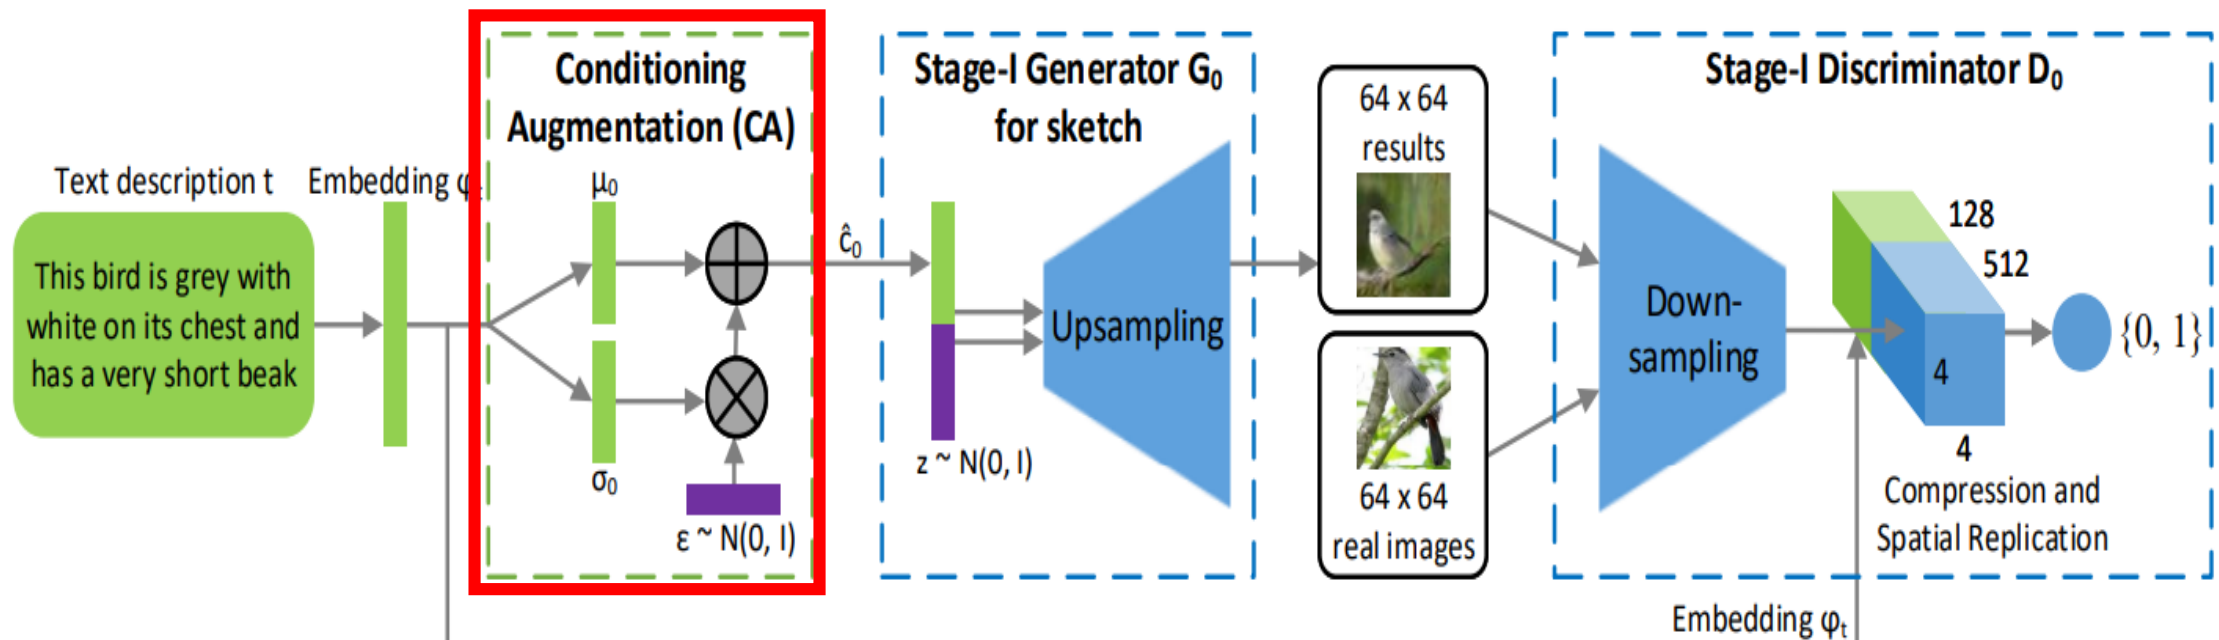 Text description t
This bird is grey with
white on its chest and
has a very short beak
Embedding φₜ
Conditioning
Augmentation (CA)
μ₀
σ₀
ε ~ N(0, I)
ĉ₀
Stage-I Generator G₀
for sketch
z ~ N(0, I)
Upsampling
64 x 64
results
64 x 64
real images
Stage-I Discriminator D₀
Down-
sampling
128
512
4
4
{0, 1}
Compression and
Spatial Replication
Embedding φₜ